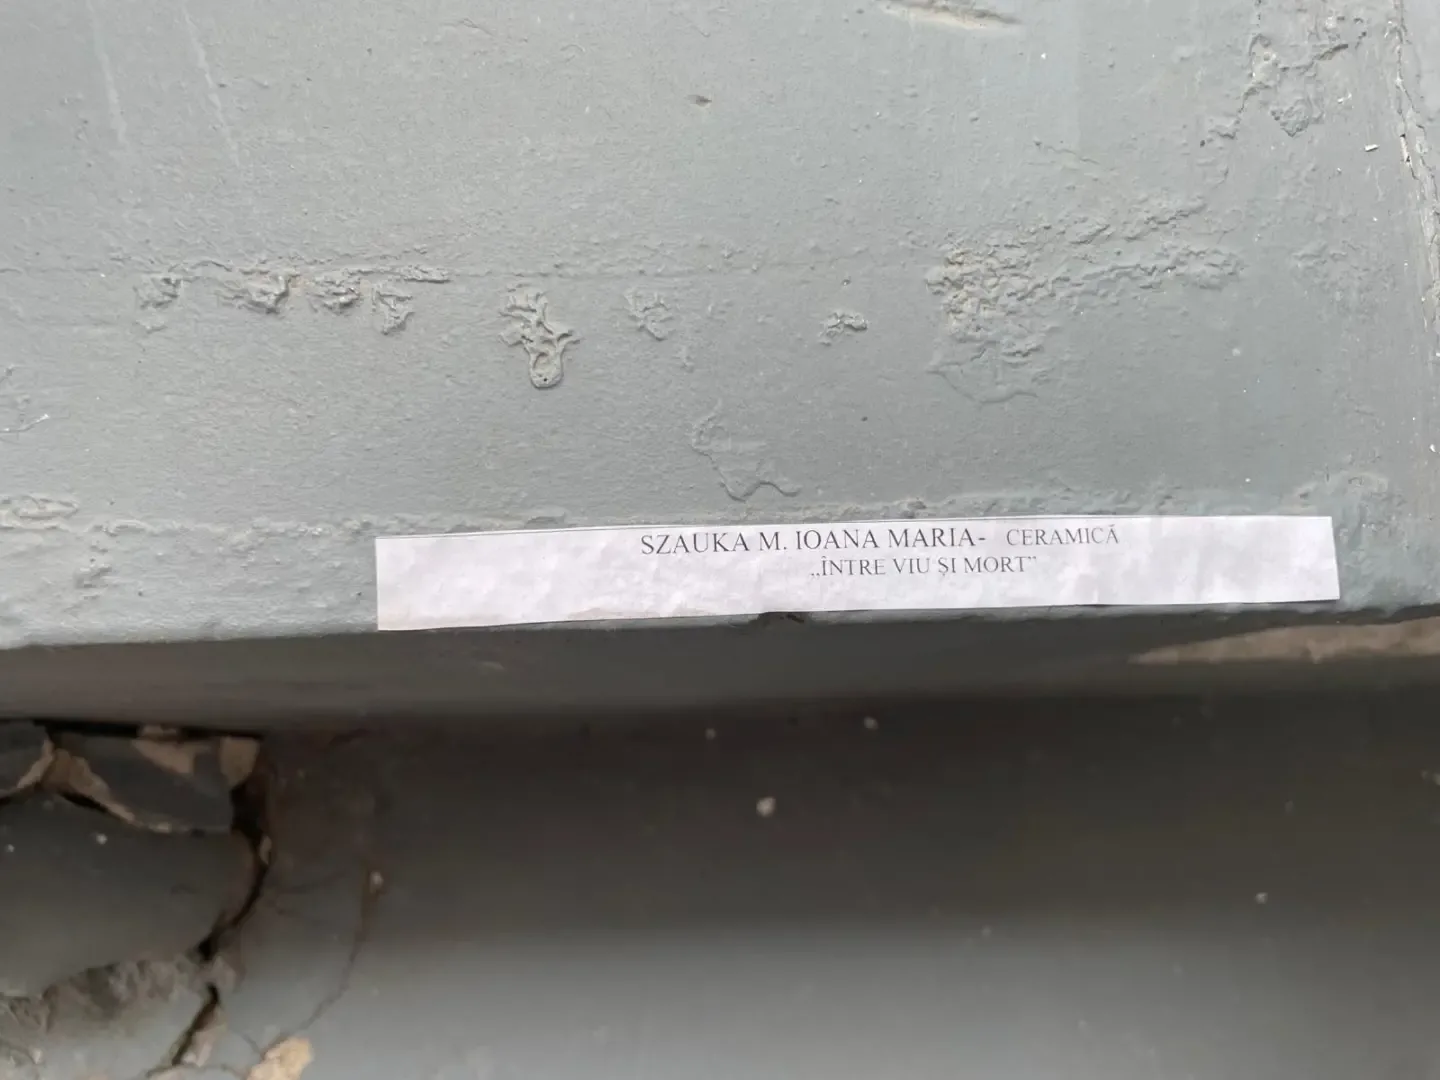 SZAUKA M. IOANA MARIA- CERAMICĂ
„ÎNTRE VIU ȘI MORT”